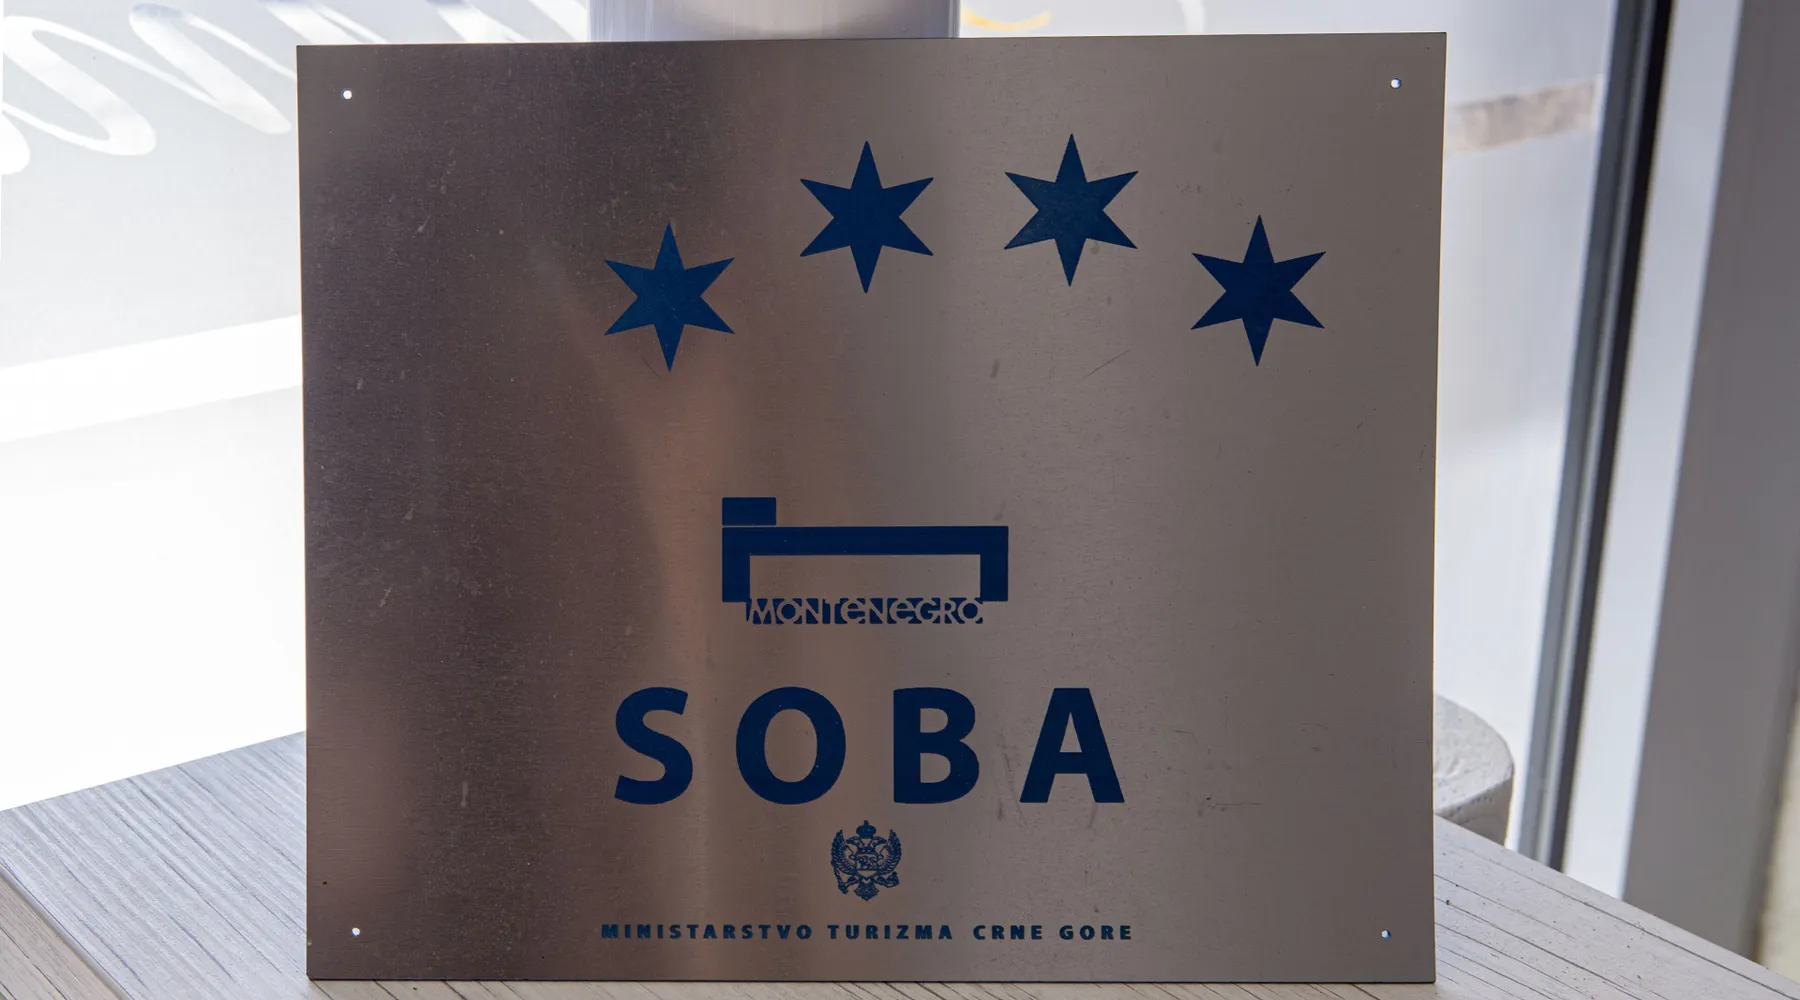 MONTENEGRO
SOBA
MINISTARSTVO TURIZMA CRNE GORE